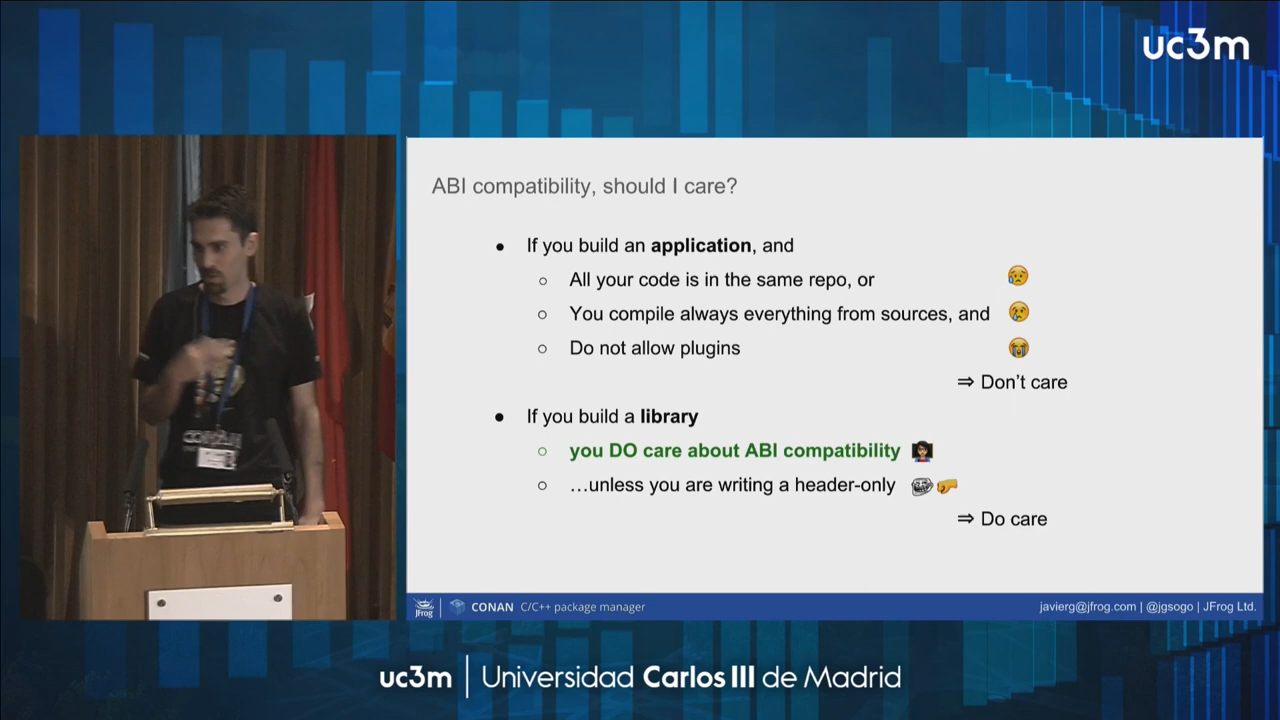 uc3m
ABI compatibility, should I care?
● If you build an application, and
○ All your code is in the same repo, or
○ You compile always everything from sources, and
○ Do not allow plugins
⇒ Don't care
● If you build a library
○ you DO care about ABI compatibility
○ …unless you are writing a header-only
⇒ Do care
JFrog CONAN C/C++ package manager
javierg@jfrog.com | @jgsogo | JFrog Ltd.
CONAN
uc3m | Universidad Carlos III de Madrid